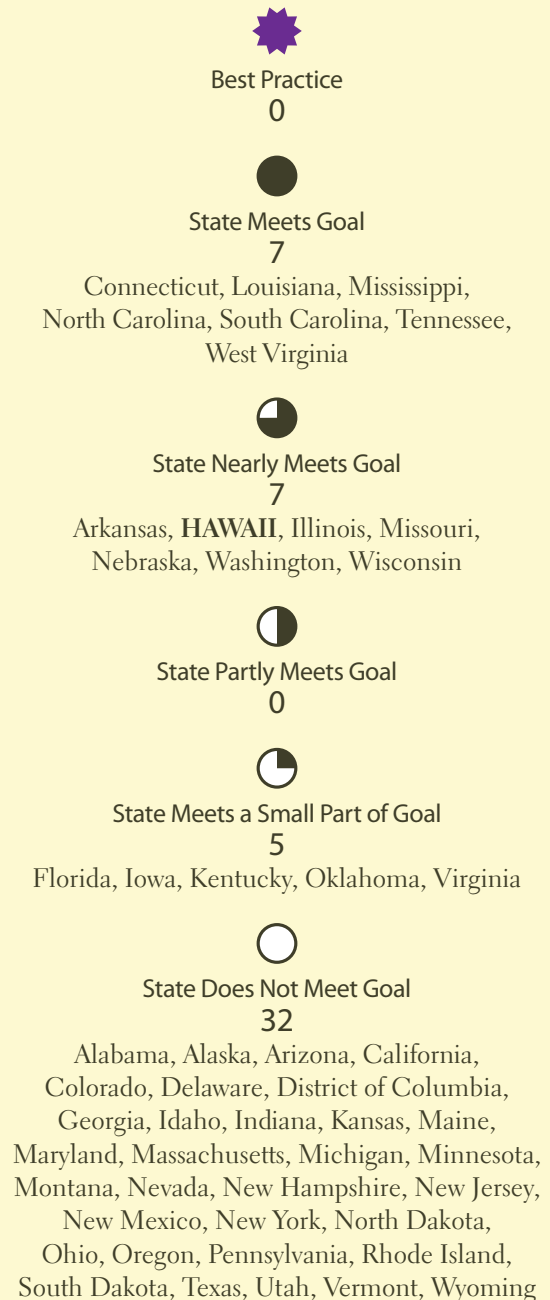 Best Practice
0
State Meets Goal
7
Connecticut, Louisiana, Mississippi,
North Carolina, South Carolina, Tennessee,
West Virginia
State Nearly Meets Goal
7
Arkansas, HAWAII, Illinois, Missouri,
Nebraska, Washington, Wisconsin
State Partly Meets Goal
0
State Meets a Small Part of Goal
5
Florida, Iowa, Kentucky, Oklahoma, Virginia
State Does Not Meet Goal
32
Alabama, Alaska, Arizona, California,
Colorado, Delaware, District of Columbia,
Georgia, Idaho, Indiana, Kansas, Maine,
Maryland, Massachusetts, Michigan, Minnesota,
Montana, Nevada, New Hampshire, New Jersey,
New Mexico, New York, North Dakota,
Ohio, Oregon, Pennsylvania, Rhode Island,
South Dakota, Texas, Utah, Vermont, Wyoming